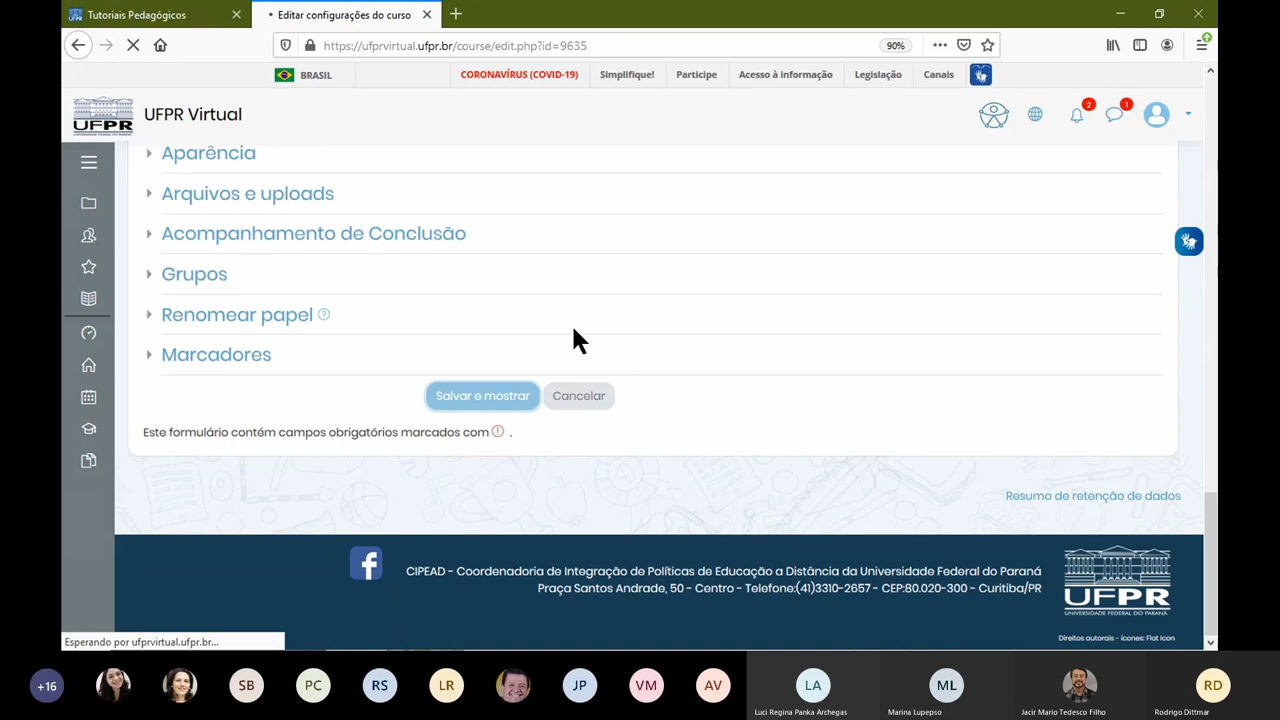 Tutoriais Pedagógicos
Editar configurações do curso
https://ufprvirtual.ufpr.br/course/edit.php?id=9635
90%
BRASIL
CORONAVÍRUS (COVID-19)
Simplifique!
Participe
Acesso à informação
Legislação
Canais
UFPR
UFPR Virtual
2
1
Aparência
Arquivos e uploads
Acompanhamento de Conclusão
Grupos
Renomear papel
Marcadores
Salvar e mostrar
Cancelar
Este formulário contém campos obrigatórios marcados com .
Resumo de retenção de dados
CIPEAD - Coordenadoria de Integração de Políticas de Educação a Distância da Universidade Federal do Paraná
Praça Santos Andrade, 50 - Centro - Telefone:(41)3310-2657 - CEP:80.020-300 - Curitiba/PR
UFPR
UNIVERSIDADE FEDERAL DO PARANÁ
Direitos autorais - ícones: Flat Icon
Esperando por ufprvirtual.ufpr.br...
+16
SB
PC
RS
LR
JP
VM
AV
LA
ML
RD
Luci Regina Panka Archegas
Marina Lupepso
Jacir Mario Tedesco Filho
Rodrigo Dittmar